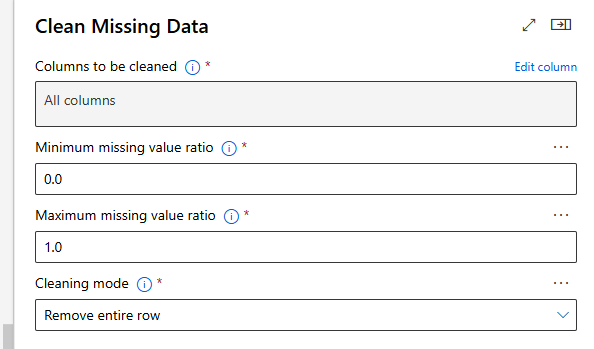 Clean Missing Data
Columns to be cleaned * Edit column
All columns
Minimum missing value ratio * ...
0.0
Maximum missing value ratio * ...
1.0
Cleaning mode * ...
Remove entire row